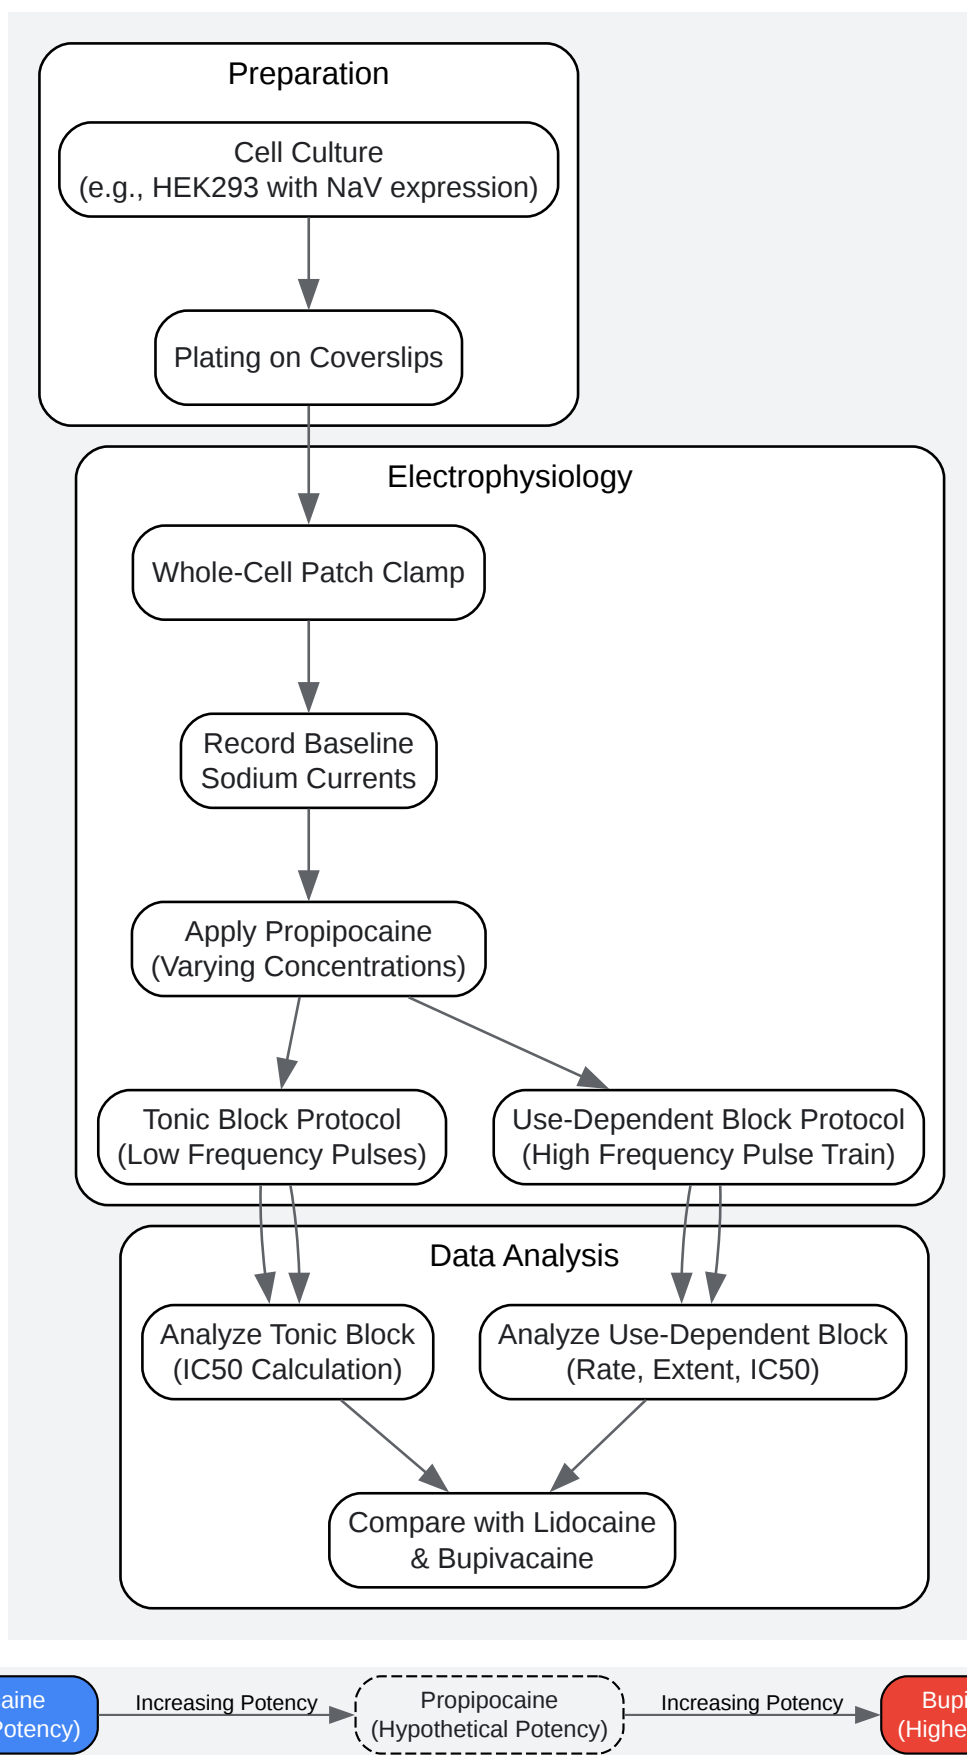 Preparation
Cell Culture
(e.g., HEK293 with NaV expression)
Plating on Coverslips
Electrophysiology
Whole-Cell Patch Clamp
Record Baseline
Sodium Currents
Apply Propipocaine
(Varying Concentrations)
Tonic Block Protocol
(Low Frequency Pulses)
Use-Dependent Block Protocol
(High Frequency Pulse Train)
Data Analysis
Analyze Tonic Block
(IC50 Calculation)
Analyze Use-Dependent Block
(Rate, Extent, IC50)
Compare with Lidocaine
& Bupivacaine
aine
Potency)
Increasing Potency
Propipocaine
(Hypothetical Potency)
Increasing Potency
Bupi
(Highe